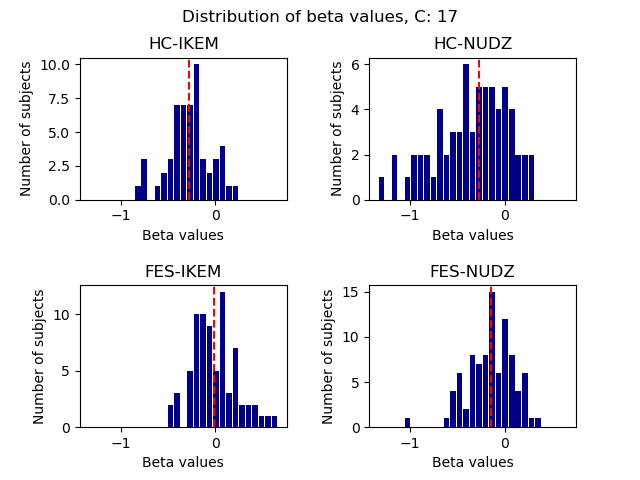 Distribution of beta values, C: 17
HC-IKEM
HC-NUDZ
Number of subjects
10.0
7.5
5.0
2.5
0.0
−1
0
Beta values
Number of subjects
6
4
2
0
−1
0
Beta values
FES-IKEM
FES-NUDZ
Number of subjects
10
5
0
−1
0
Beta values
Number of subjects
15
10
5
0
−1
0
Beta values